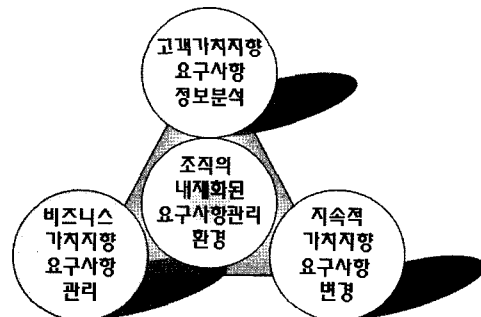 고객가치지향
요구사항
정보분석
조직의
내재화된
요구사항관리
환경
비즈니스
가치지향
요구사항
관리
지속적
가치지향
요구사항
변경